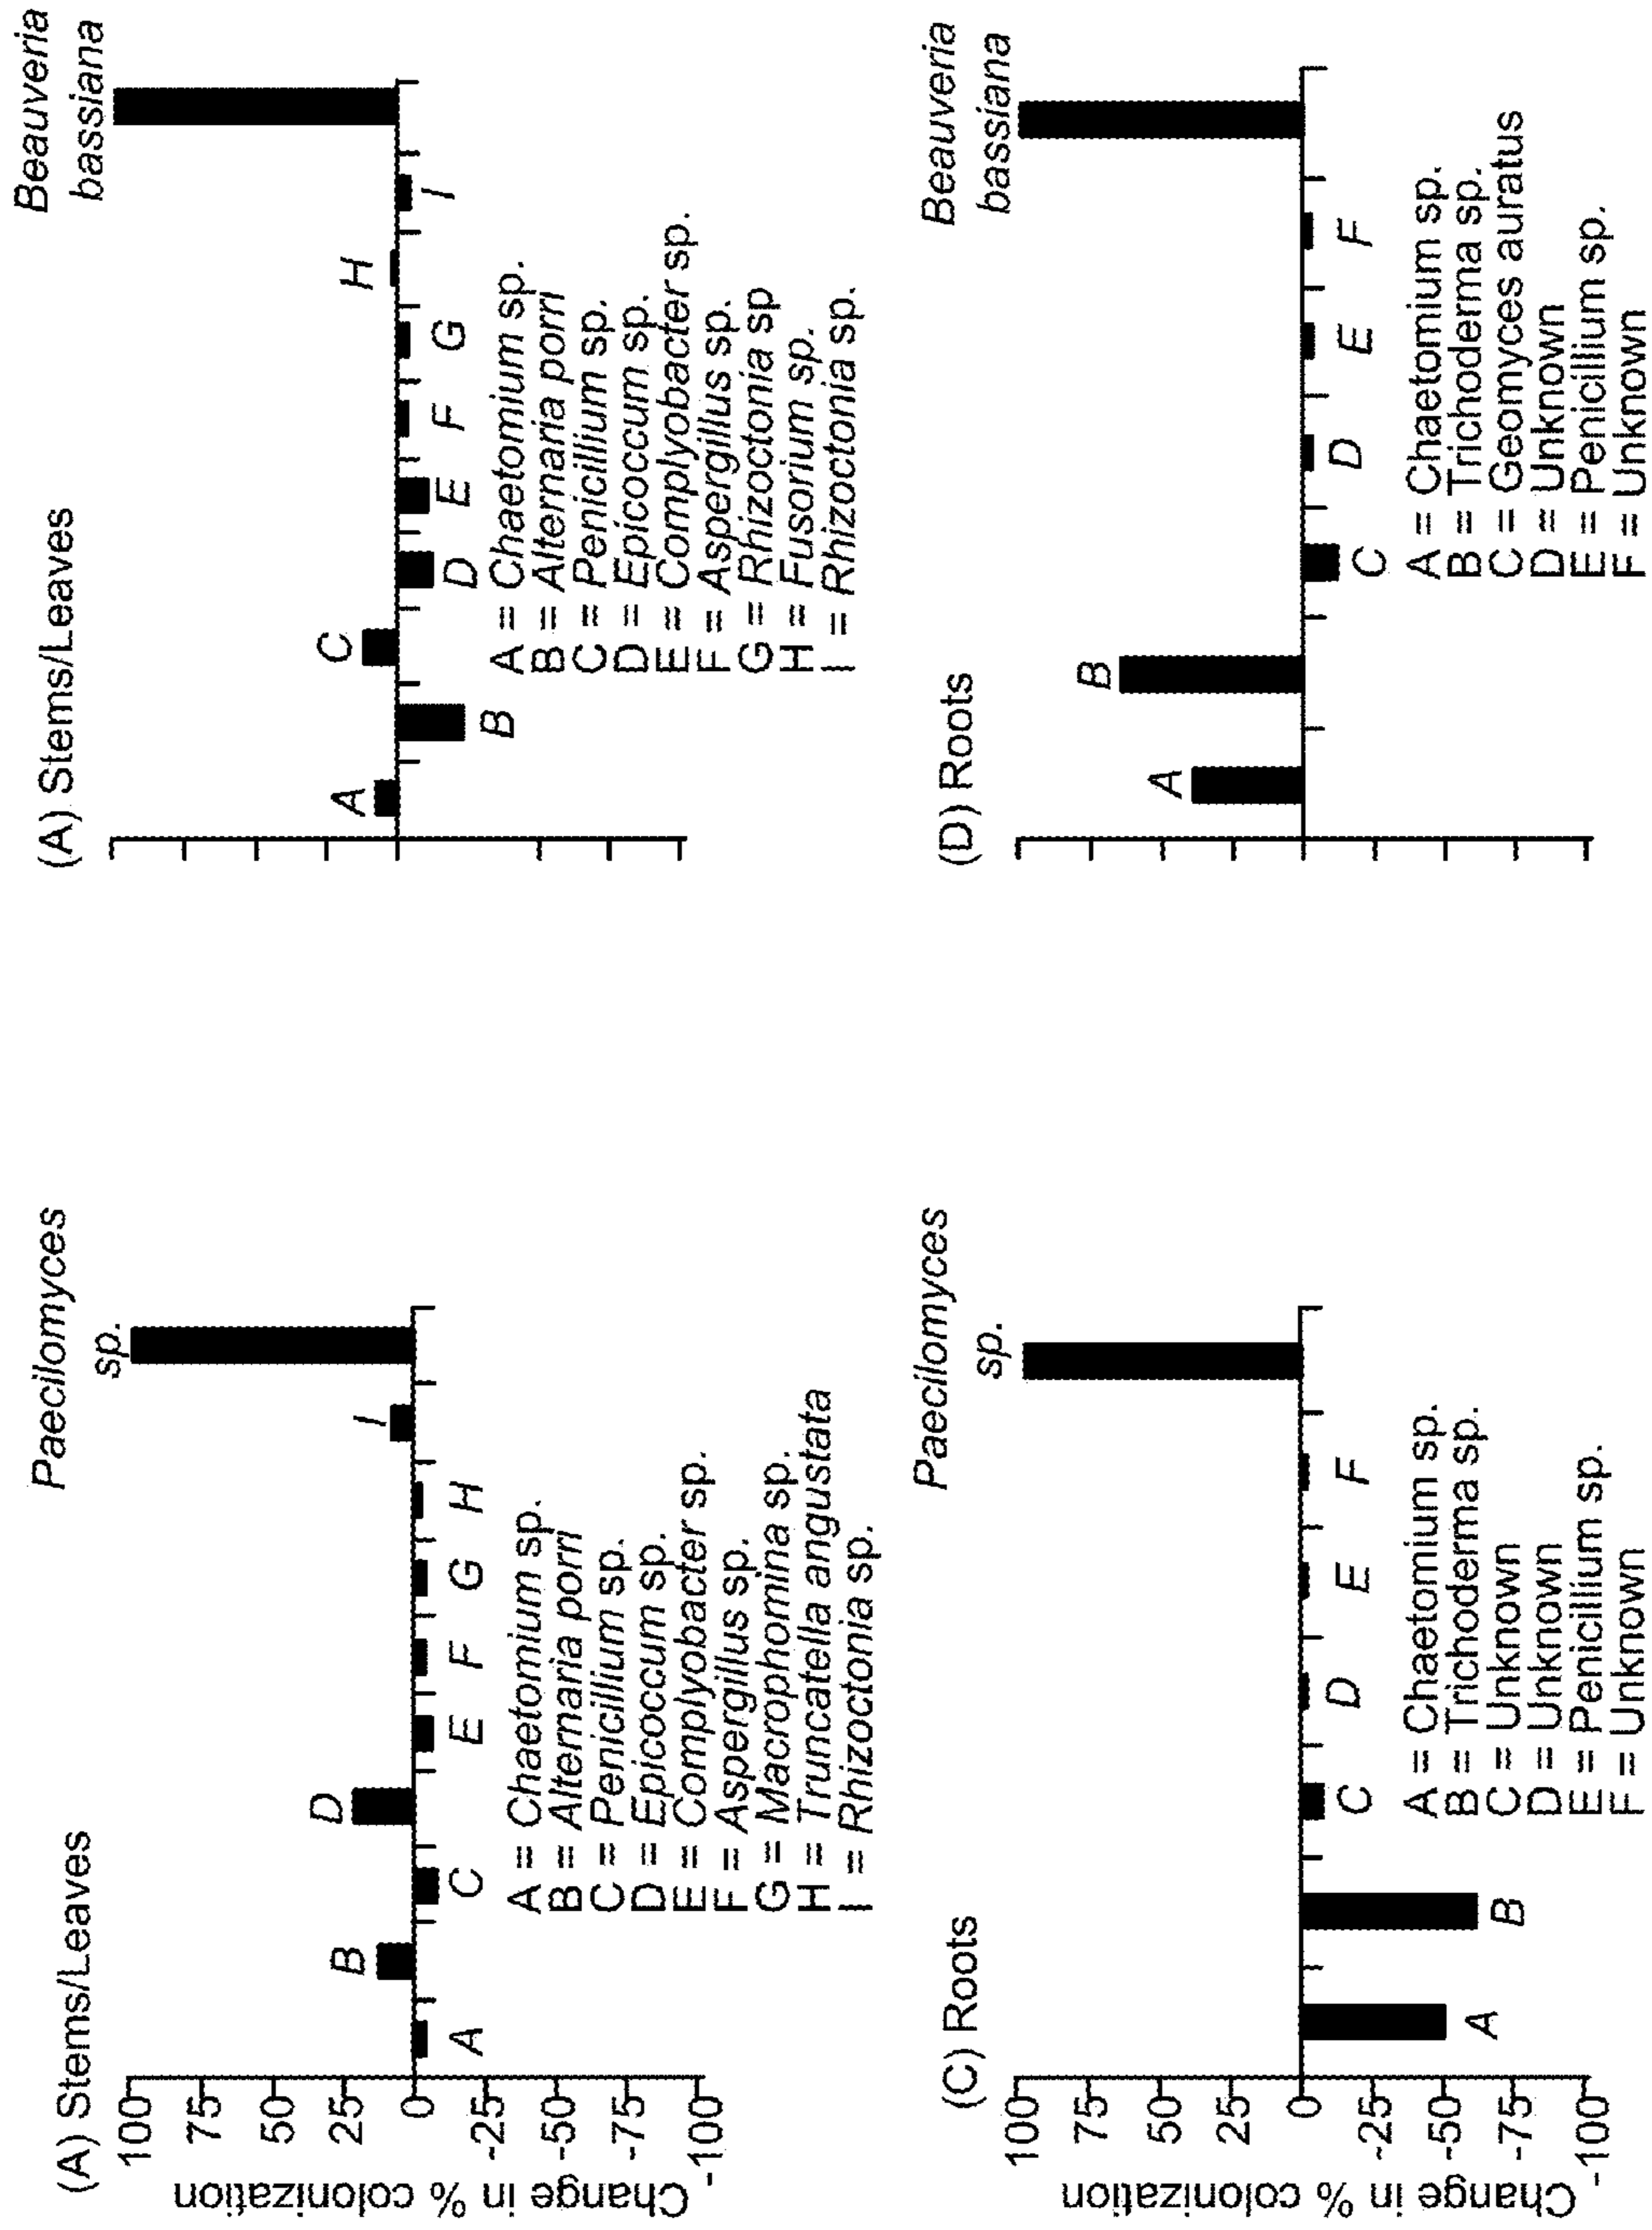 (A) Stems/Leaves
Paecilomyces
sp.
Change in % colonization
100
75
50
25
0
-25
-50
-75
-100
A
B
C
D
E
F
G
H
I
A = Chaetomium sp.
B = Alternaria porri
C = Penicillium sp.
D = Epicoccum sp.
E = Complyobacter sp.
F = Aspergillus sp.
G = Macrophomina sp.
H = Truncatella angustata
I = Rhizoctonia sp.
(A) Stems/Leaves
Beauveria
bassiana
A
B
C
D
E
F
G
H
I
A = Chaetomium sp.
B = Alternaria porri
C = Penicillium sp.
D = Epicoccum sp.
E = Complyobacter sp.
F = Aspergillus sp.
G = Rhizoctonia sp
H = Fusorium sp.
I = Rhizoctonia sp.
(C) Roots
Paecilomyces
sp.
Change in % colonization
100
75
50
25
0
-25
-50
-75
-100
A
B
C
D
E
F
A = Chaetomium sp.
B = Trichoderma sp.
C = Unknown
D = Unknown
E = Penicillium sp.
F = Unknown
(D) Roots
Beauveria
bassiana
A
B
C
D
E
F
A = Chaetomium sp.
B = Trichoderma sp.
C = Geomyces auratus
D = Unknown
E = Penicillium sp.
F = Unknown